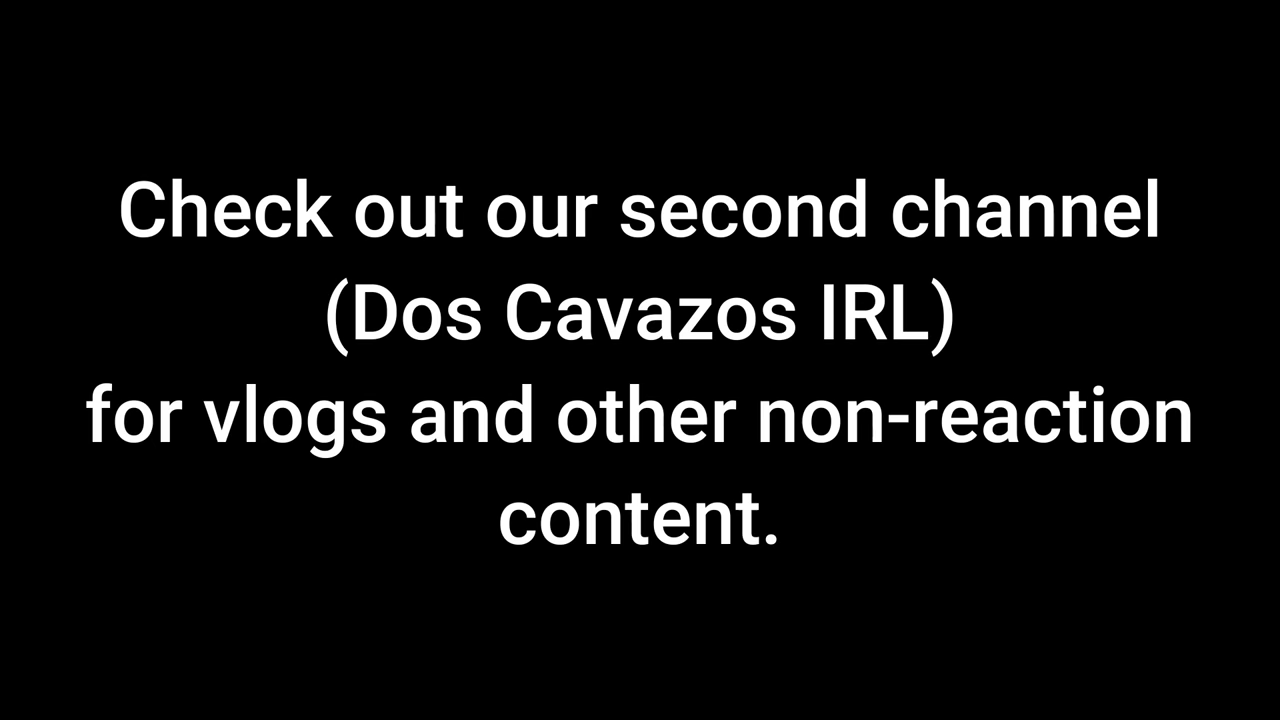 Check out our second channel
(Dos Cavazos IRL)
for vlogs and other non-reaction
content.